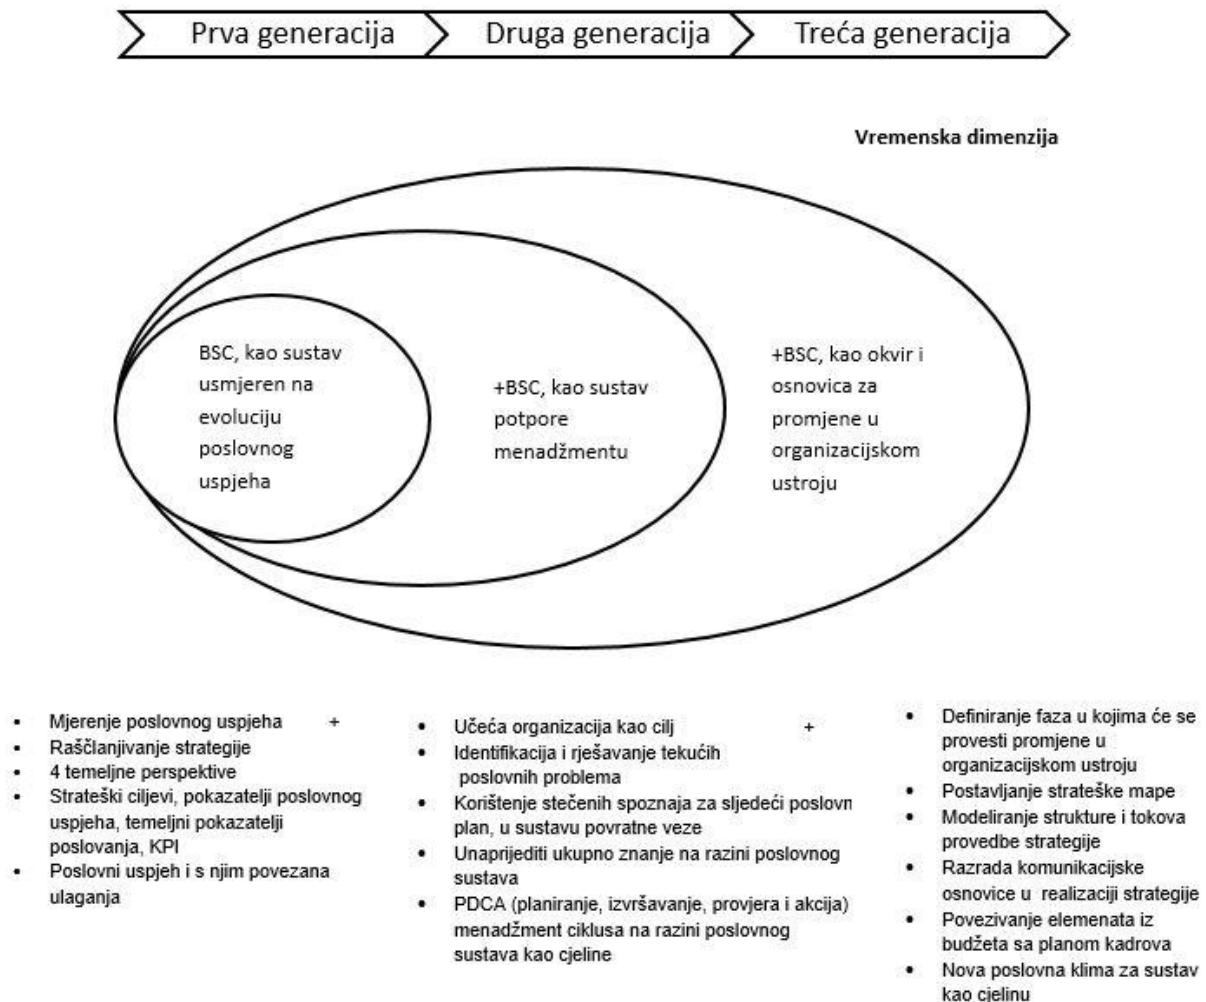 Prva generacija
Druga generacija
Treća generacija
Vremenska dimenzija
BSC, kao sustav
usmjeren na
evoluciju
poslovnog
uspjeha
+BSC, kao sustav
potpore
menadžmentu
+BSC, kao okvir i
osnovica za
promjene u
organizacijskom
ustroju
• Mjerenje poslovnog uspjeha +
• Raščlanjivanje strategije
• 4 temeljne perspektive
• Strateški ciljevi, pokazatelji poslovnog
uspjeha, temeljni pokazatelji
poslovanja, KPI
• Poslovni uspjeh i s njim povezana
ulaganja
• Učeća organizacija kao cilj +
• Identifikacija i rješavanje tekućih
poslovnih problema
• Korištenje stečenih spoznaja za sljedeći poslovn
plan, u sustavu povratne veze
• Unaprijediti ukupno znanje na razini poslovnog
sustava
• PDCA (planiranje, izvršavanje, provjera i akcija)
menadžment ciklusa na razini poslovnog
sustava kao cjeline
• Definiranje faza u kojima će se
provesti promjene u
organizacijskom ustroju
• Postavljanje strateške mape
• Modeliranje strukture i tokova
provedbe strategije
• Razrada komunikacijske
osnovice u realizaciji strategije
• Povezivanje elemenata iz
budžeta sa planom kadrova
• Nova poslovna klima za sustav
kao cjelinu